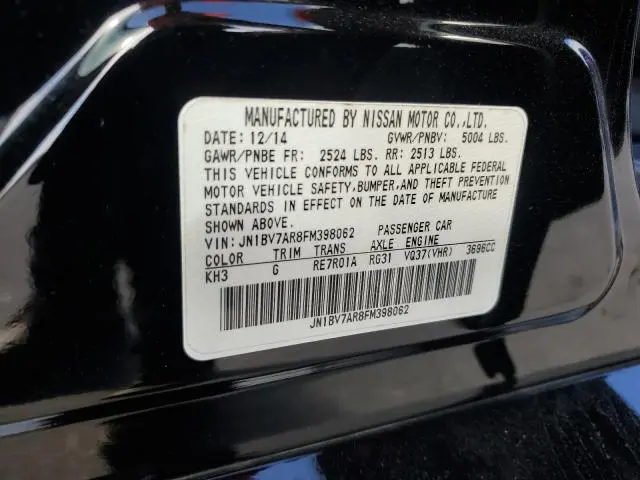 MANUFACTURED BY NISSAN MOTOR CO.,LTD.
DATE: 12/14 GVWR/PNBV: 5004 LBS.
GAWR/PNBE FR: 2524 LBS. RR: 2513 LBS.
THIS VEHICLE CONFORMS TO ALL APPLICABLE FEDERAL
MOTOR VEHICLE SAFETY,BUMPER,AND THEFT PREVENTION
STANDARDS IN EFFECT ON THE DATE OF MANUFACTURE
SHOWN ABOVE.
VIN: JN1BV7AR8FM398062 PASSENGER CAR
COLOR TRIM TRANS AXLE ENGINE
KH3 G RE7R01A RG31 VQ37(VHR) 3696CC
JN1BV7AR8FM398062